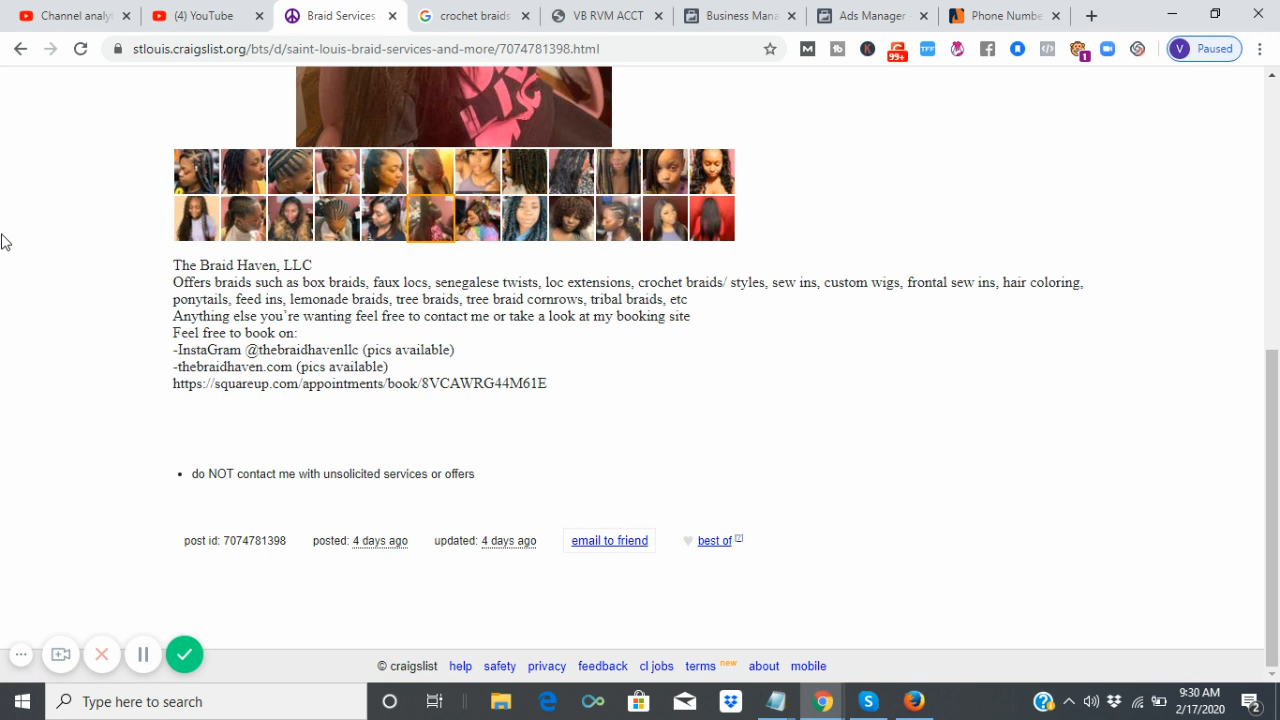 Channel analy
(4) YouTube
Braid Services
crochet braids
VB RVM ACCT
Business Mana
Ads Manager -
Phone Numbe
stlouis.craigslist.org/bts/d/saint-louis-braid-services-and-more/7074781398.html
99+
TFF
1
V Paused
The Braid Haven, LLC
Offers braids such as box braids, faux locs, senegalese twists, loc extensions, crochet braids/ styles, sew ins, custom wigs, frontal sew ins, hair coloring,
ponytails, feed ins, lemonade braids, tree braids, tree braid cornrows, tribal braids, etc
Anything else you're wanting feel free to contact me or take a look at my booking site
Feel free to book on:
-InstaGram @thebraidhavenllc (pics available)
-thebraidhaven.com (pics available)
https://squareup.com/appointments/book/8VCAWRG44M61E
• do NOT contact me with unsolicited services or offers
post id: 7074781398 posted: 4 days ago updated: 4 days ago email to friend ♥ best of [?]
© craigslist help safety privacy feedback cl jobs terms new about mobile
Type here to search
9:30 AM
2/17/2020
2